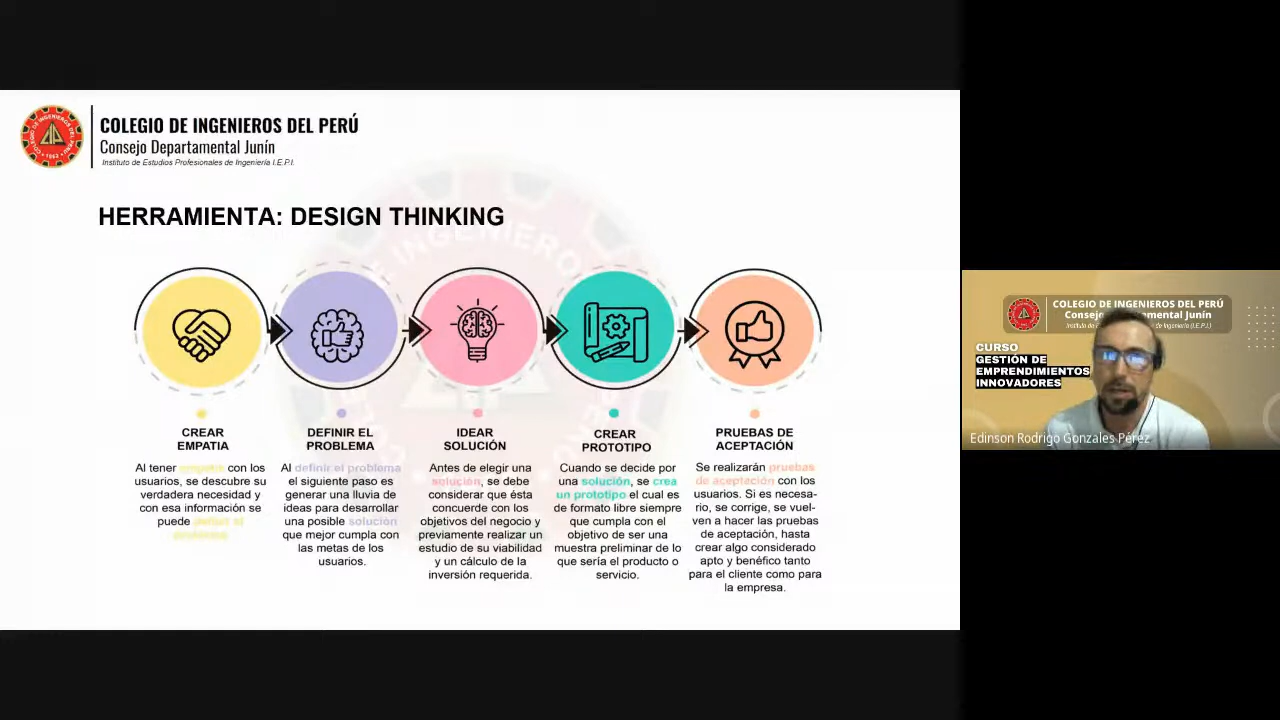 COLEGIO DE INGENIEROS DEL PERÚ
Consejo Departamental Junín
Instituto de Estudios Profesionales de Ingeniería I.E.P.I.
HERRAMIENTA: DESIGN THINKING
CREAR
EMPATIA
Al tener empatía con los
usuarios, se descubre su
verdadera necesidad y
con esa información se
puede definir el
problema
DEFINIR EL
PROBLEMA
Al definir el problema
el siguiente paso es
generar una lluvia de
ideas para desarrollar
una posible solución
que mejor cumpla con
las metas de los
usuarios.
IDEAR
SOLUCIÓN
Antes de elegir una
solución, se debe
considerar que ésta
concuerde con los
objetivos del negocio y
previamente realizar un
estudio de su viabilidad
y un cálculo de la
inversión requerida.
CREAR
PROTOTIPO
Cuando se decide por
una solución, se crea
un prototipo el cual es
de formato libre siempre
que cumpla con el
objetivo de ser una
muestra preliminar de lo
que sería el producto o
servicio.
PRUEBAS DE
ACEPTACIÓN
Se realizarán pruebas
de aceptación con los
usuarios. Si es necesa-
rio, se corrige, se vuel-
ven a hacer las pruebas
de aceptación, hasta
crear algo considerado
apto y benéfico tanto
para el cliente como para
la empresa.
COLEGIO DE INGENIEROS DEL PERÚ
Consejo Departamental Junín
CURSO
GESTIÓN DE
EMPRENDIMIENTOS
INNOVADORES
Edinson Rodrigo Gonzales Pérez